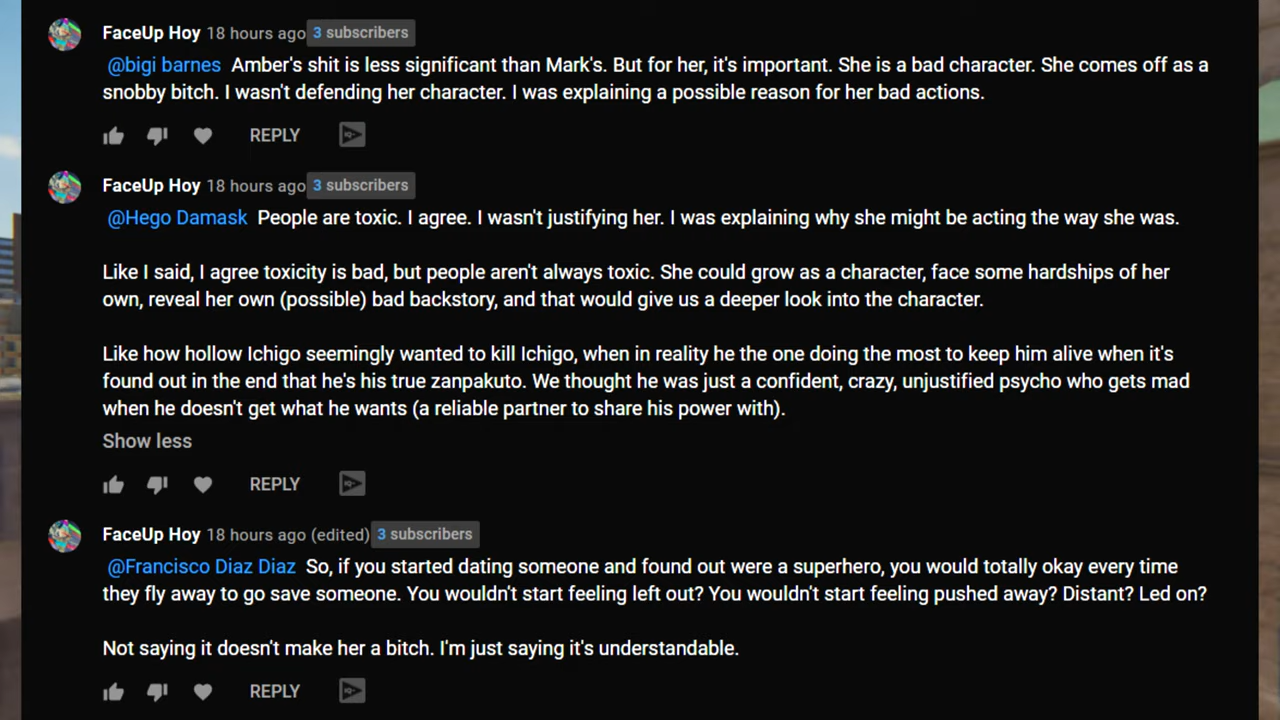 FaceUp Hoy 18 hours ago 3 subscribers
@bigi barnes Amber's shit is less significant than Mark's. But for her, it's important. She is a bad character. She comes off as a
snobby bitch. I wasn't defending her character. I was explaining a possible reason for her bad actions.
REPLY
FaceUp Hoy 18 hours ago 3 subscribers
@Hego Damask People are toxic. I agree. I wasn't justifying her. I was explaining why she might be acting the way she was.
Like I said, I agree toxicity is bad, but people aren't always toxic. She could grow as a character, face some hardships of her
own, reveal her own (possible) bad backstory, and that would give us a deeper look into the character.
Like how hollow Ichigo seemingly wanted to kill Ichigo, when in reality he the one doing the most to keep him alive when it's
found out in the end that he's his true zanpakuto. We thought he was just a confident, crazy, unjustified psycho who gets mad
when he doesn't get what he wants (a reliable partner to share his power with).
Show less
REPLY
FaceUp Hoy 18 hours ago (edited) 3 subscribers
@Francisco Diaz Diaz So, if you started dating someone and found out were a superhero, you would totally okay every time
they fly away to go save someone. You wouldn't start feeling left out? You wouldn't start feeling pushed away? Distant? Led on?
Not saying it doesn't make her a bitch. I'm just saying it's understandable.
REPLY